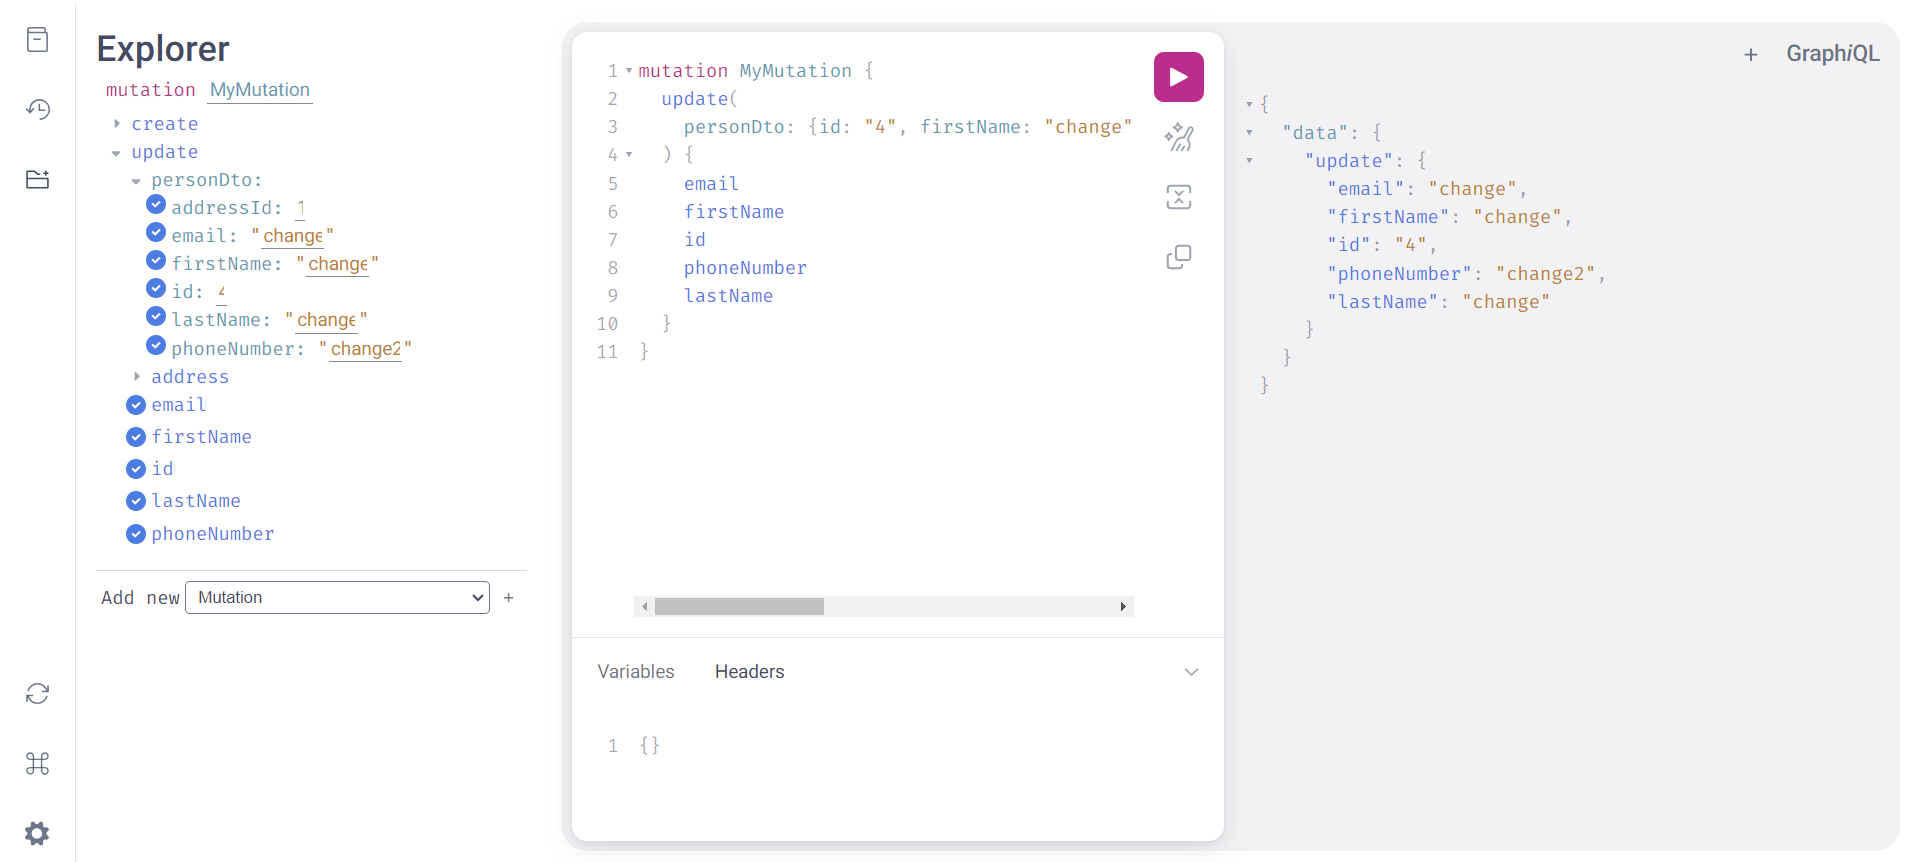 Explorer
mutation MyMutation
create
update
personDto:
addressId: 1
email: "change"
firstName: "change"
id: 4
lastName: "change"
phoneNumber: "change2"
address
email
firstName
id
lastName
phoneNumber
Add new Mutation +
1 mutation MyMutation {
2 update(
3 personDto: {id: "4", firstName: "change"
4 ) {
5 email
6 firstName
7 id
8 phoneNumber
9 lastName
10 }
11 }
Variables Headers
1 {}
+ GraphiQL
{
"data": {
"update": {
"email": "change",
"firstName": "change",
"id": "4",
"phoneNumber": "change2",
"lastName": "change"
}
}
}